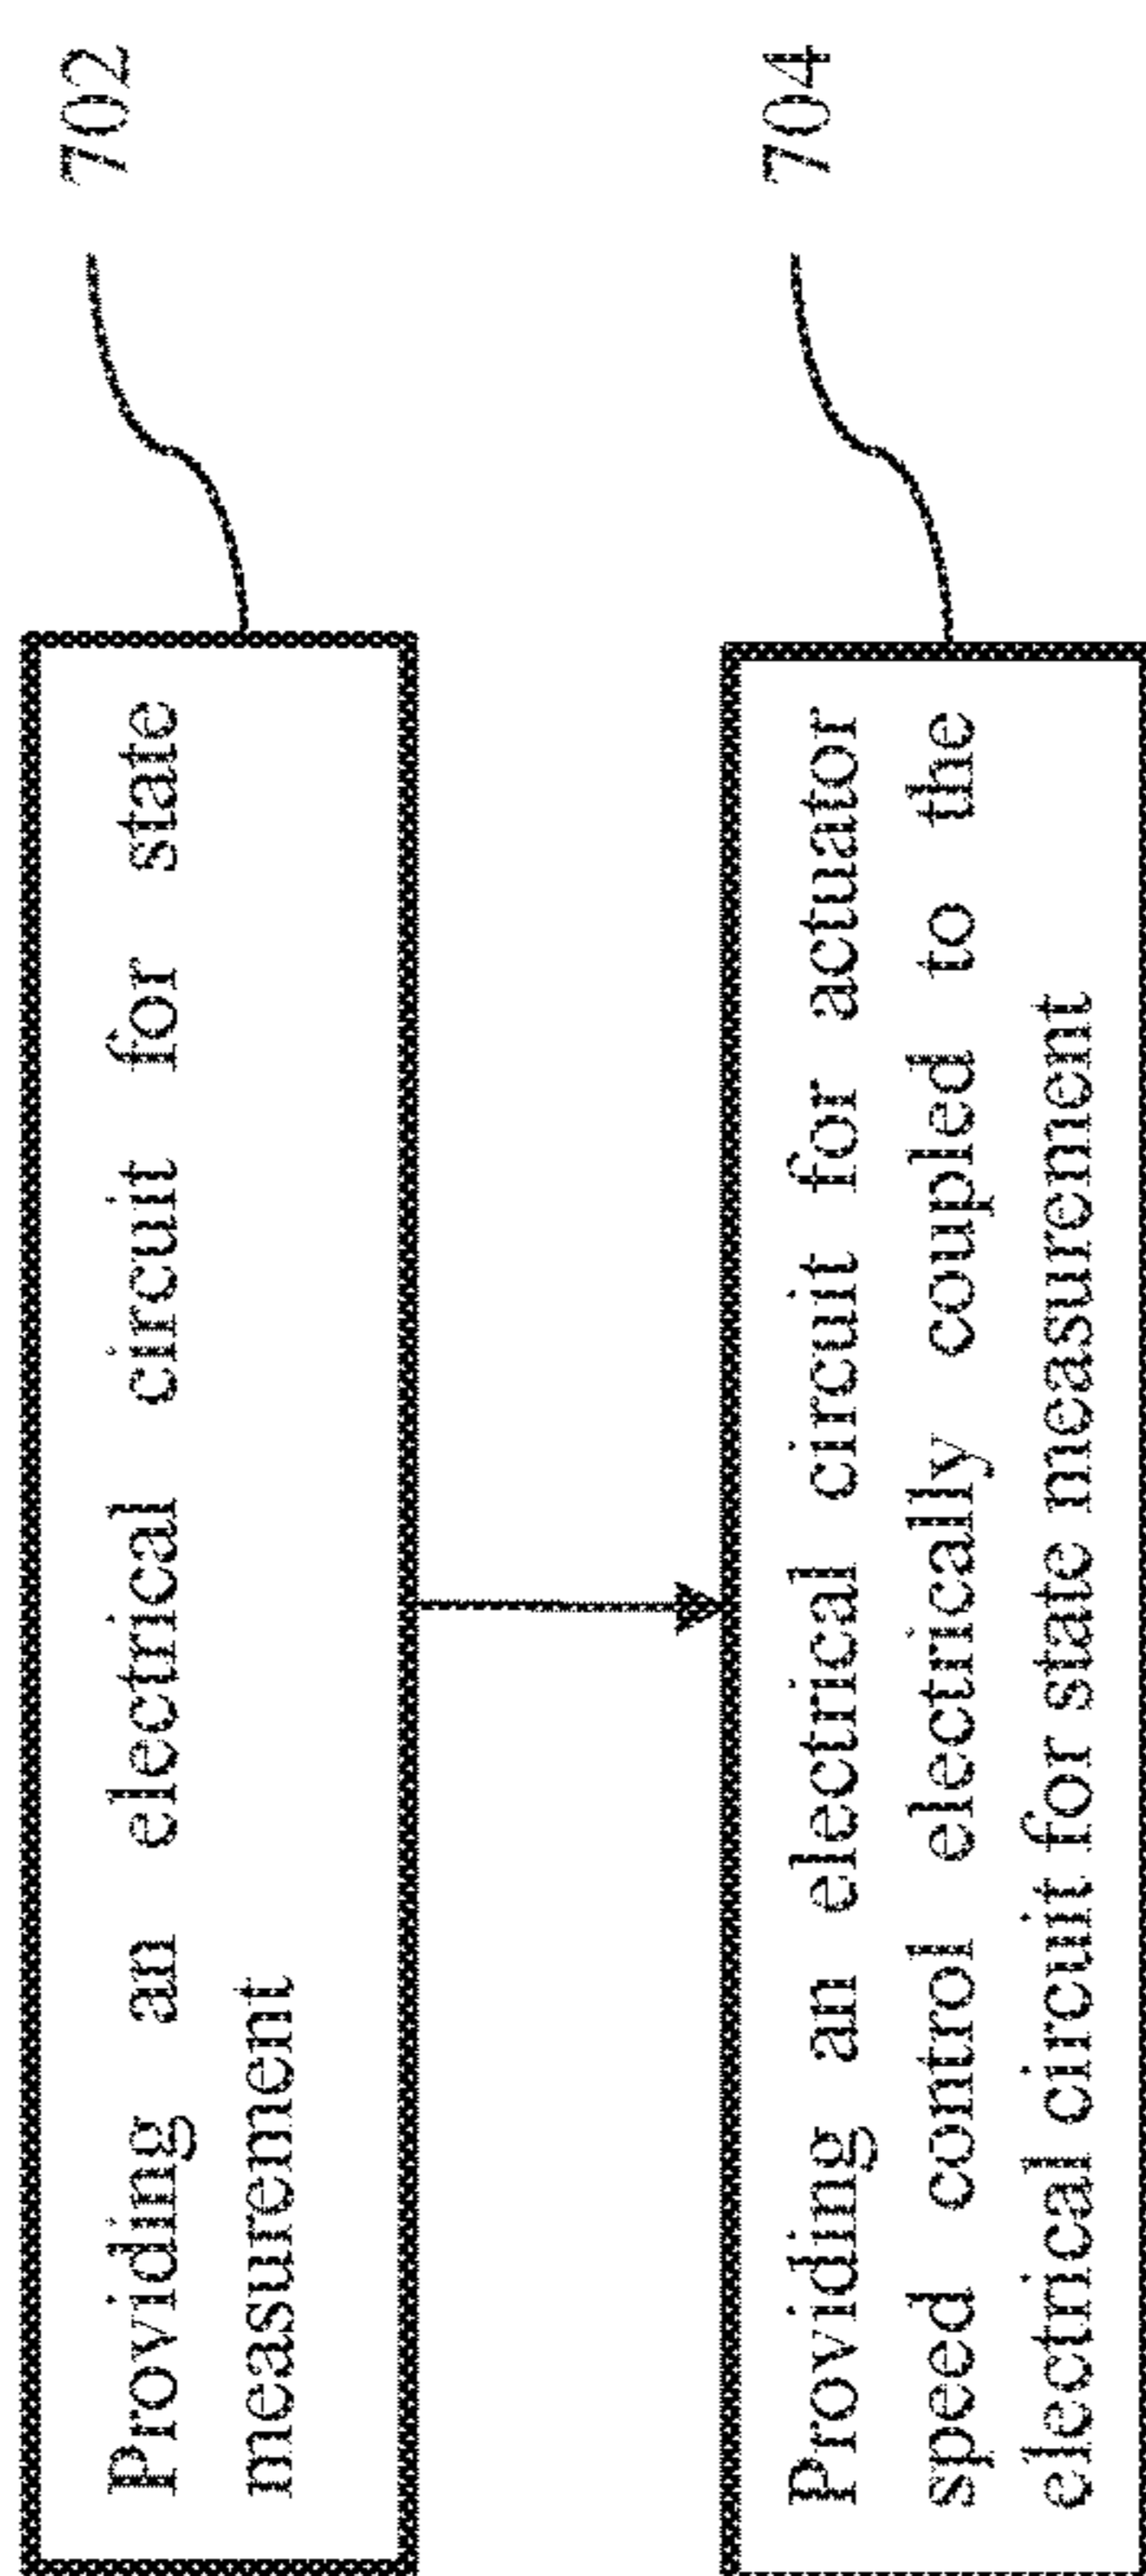 Providing an electrical circuit for state
measurement
702
Providing an electrical circuit for actuator
speed control electrically coupled to the
electrical circuit for state measurement
704